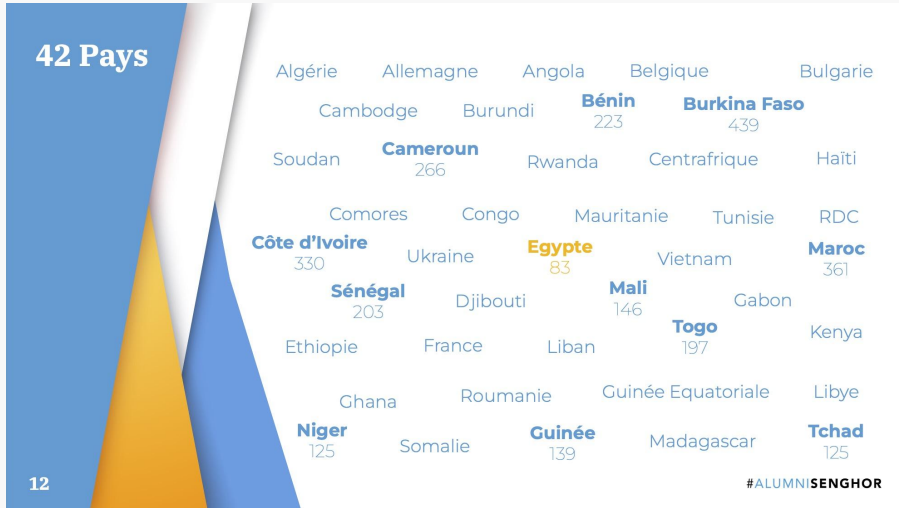 42 Pays
Algérie Allemagne Angola Belgique Bulgarie
Cambodge Burundi Bénin Burkina Faso
223 439
Soudan Cameroun Rwanda Centrafrique Haïti
266
Comores Congo Mauritanie Tunisie RDC
Côte d'Ivoire Ukraine Egypte Vietnam Maroc
330 83 361
Sénégal Djibouti Mali Gabon
203 146
Ethiopie France Liban Togo Kenya
197
Ghana Roumanie Guinée Equatoriale Libye
Niger Somalie Guinée Madagascar Tchad
125 139 125
12 #ALUMNISENGHOR